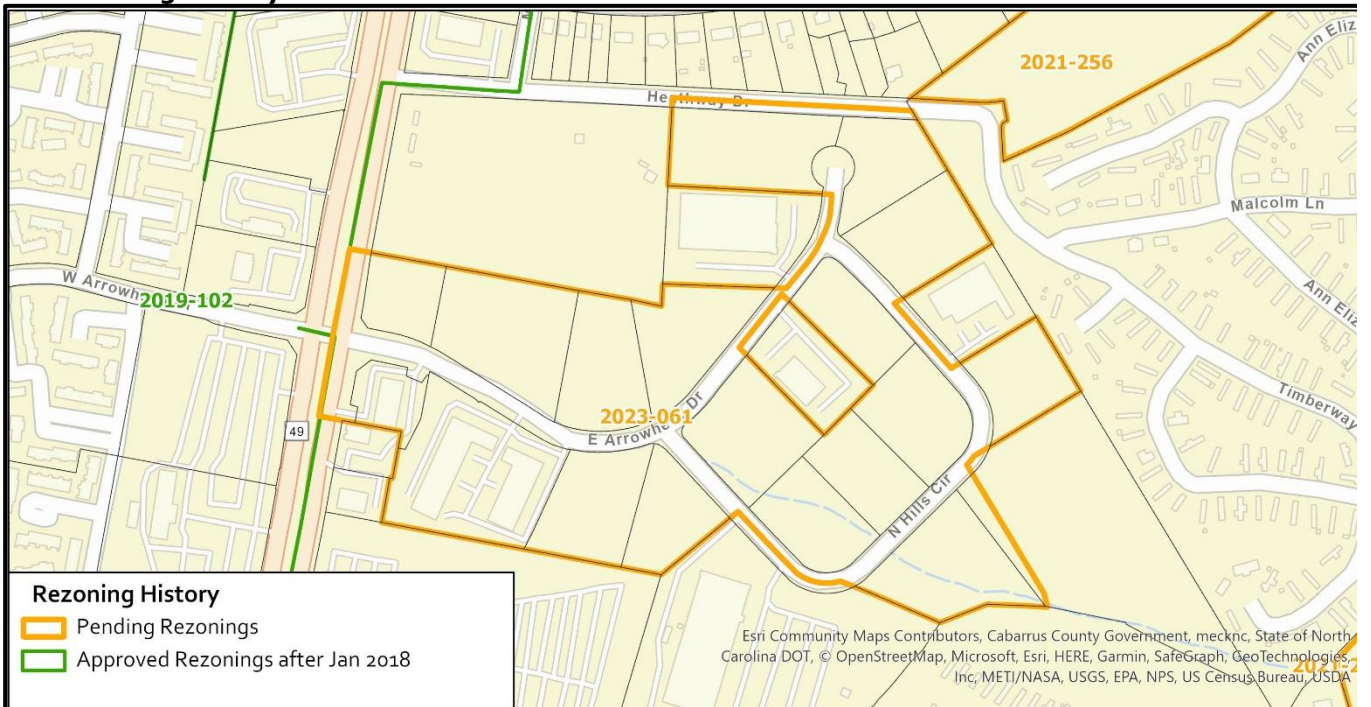 2021-256
Ann Eliz
Malcolm Ln
W Arrowhe
2019-102
Ann Eliz
Timberway
49
2023-061
E Arrowhe Dr
N Hills Cir
Rezoning History
Pending Rezonings
Approved Rezonings after Jan 2018
Esri Community Maps Contributors, Cabarrus County Government, mecknc, State of North
Carolina DOT, © OpenStreetMap, Microsoft, Esri, HERE, Garmin, SafeGraph, GeoTechnologies,
Inc, METI/NASA, USGS, EPA, NPS, US Census Bureau, USDA